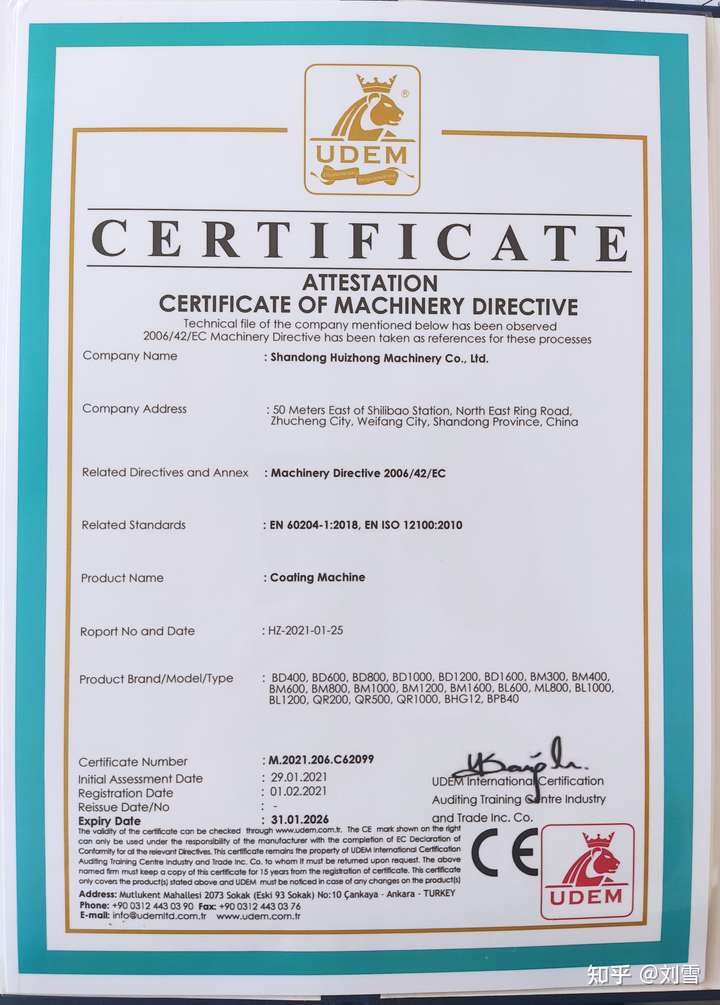 ®
UDEM
CERTIFICATE
ATTESTATION
CERTIFICATE OF MACHINERY DIRECTIVE
Technical file of the company mentioned below has been observed
2006/42/EC Machinery Directive has been taken as references for these processes
Company Name : Shandong Huizhong Machinery Co., Ltd.
Company Address : 50 Meters East of Shilibao Station, North East Ring Road,
Zhucheng City, Weifang City, Shandong Province, China
Related Directives and Annex : Machinery Directive 2006/42/EC
Related Standards : EN 60204-1:2018, EN ISO 12100:2010
Product Name : Coating Machine
Roport No and Date : HZ-2021-01-25
Product Brand/Model/Type : BD400, BD600, BD800, BD1000, BD1200, BD1600, BM300, BM400,
BM600, BM800, BM1000, BM1200, BM1600, BL600, ML800, BL1000,
BL1200, QR200, QR500, QR1000, BHG12, BPB40
Certificate Number : M.2021.206.C62099
Initial Assessment Date : 29.01.2021
Registration Date : 01.02.2021
Reissue Date/No : -
Expiry Date : 31.01.2026
UDEM International Certification
Auditing Training Centre Industry
and Trade Inc. Co.
The validity of the certificate can be checked through www.udem.com.tr. The CE mark shown on the right
can only be used under the responsibility of the manufacturer with the completion of EC Declaration of
Conformity for all the relevant Directives. This certificate remains the property of UDEM International Certification
Auditing Training Centre Industry and Trade Inc. Co. to whom it must be returned upon request. The above
named firm must keep a copy of this certificate for 15 years from the registration of certificate. This certificate
only covers the product(s) stated above and UDEM must be noticed in case of any changes on the product(s)
Address: Mutlukent Mahallesi 2073 Sokak (Eski 93 Sokak) No:10 Çankaya - Ankara - TURKEY
Phone: +90 0312 443 03 90 Fax: +90 0312 443 03 76
E-mail: info@udemltd.com.tr www.udem.com.tr
CE
UDEM
知乎 @刘雪